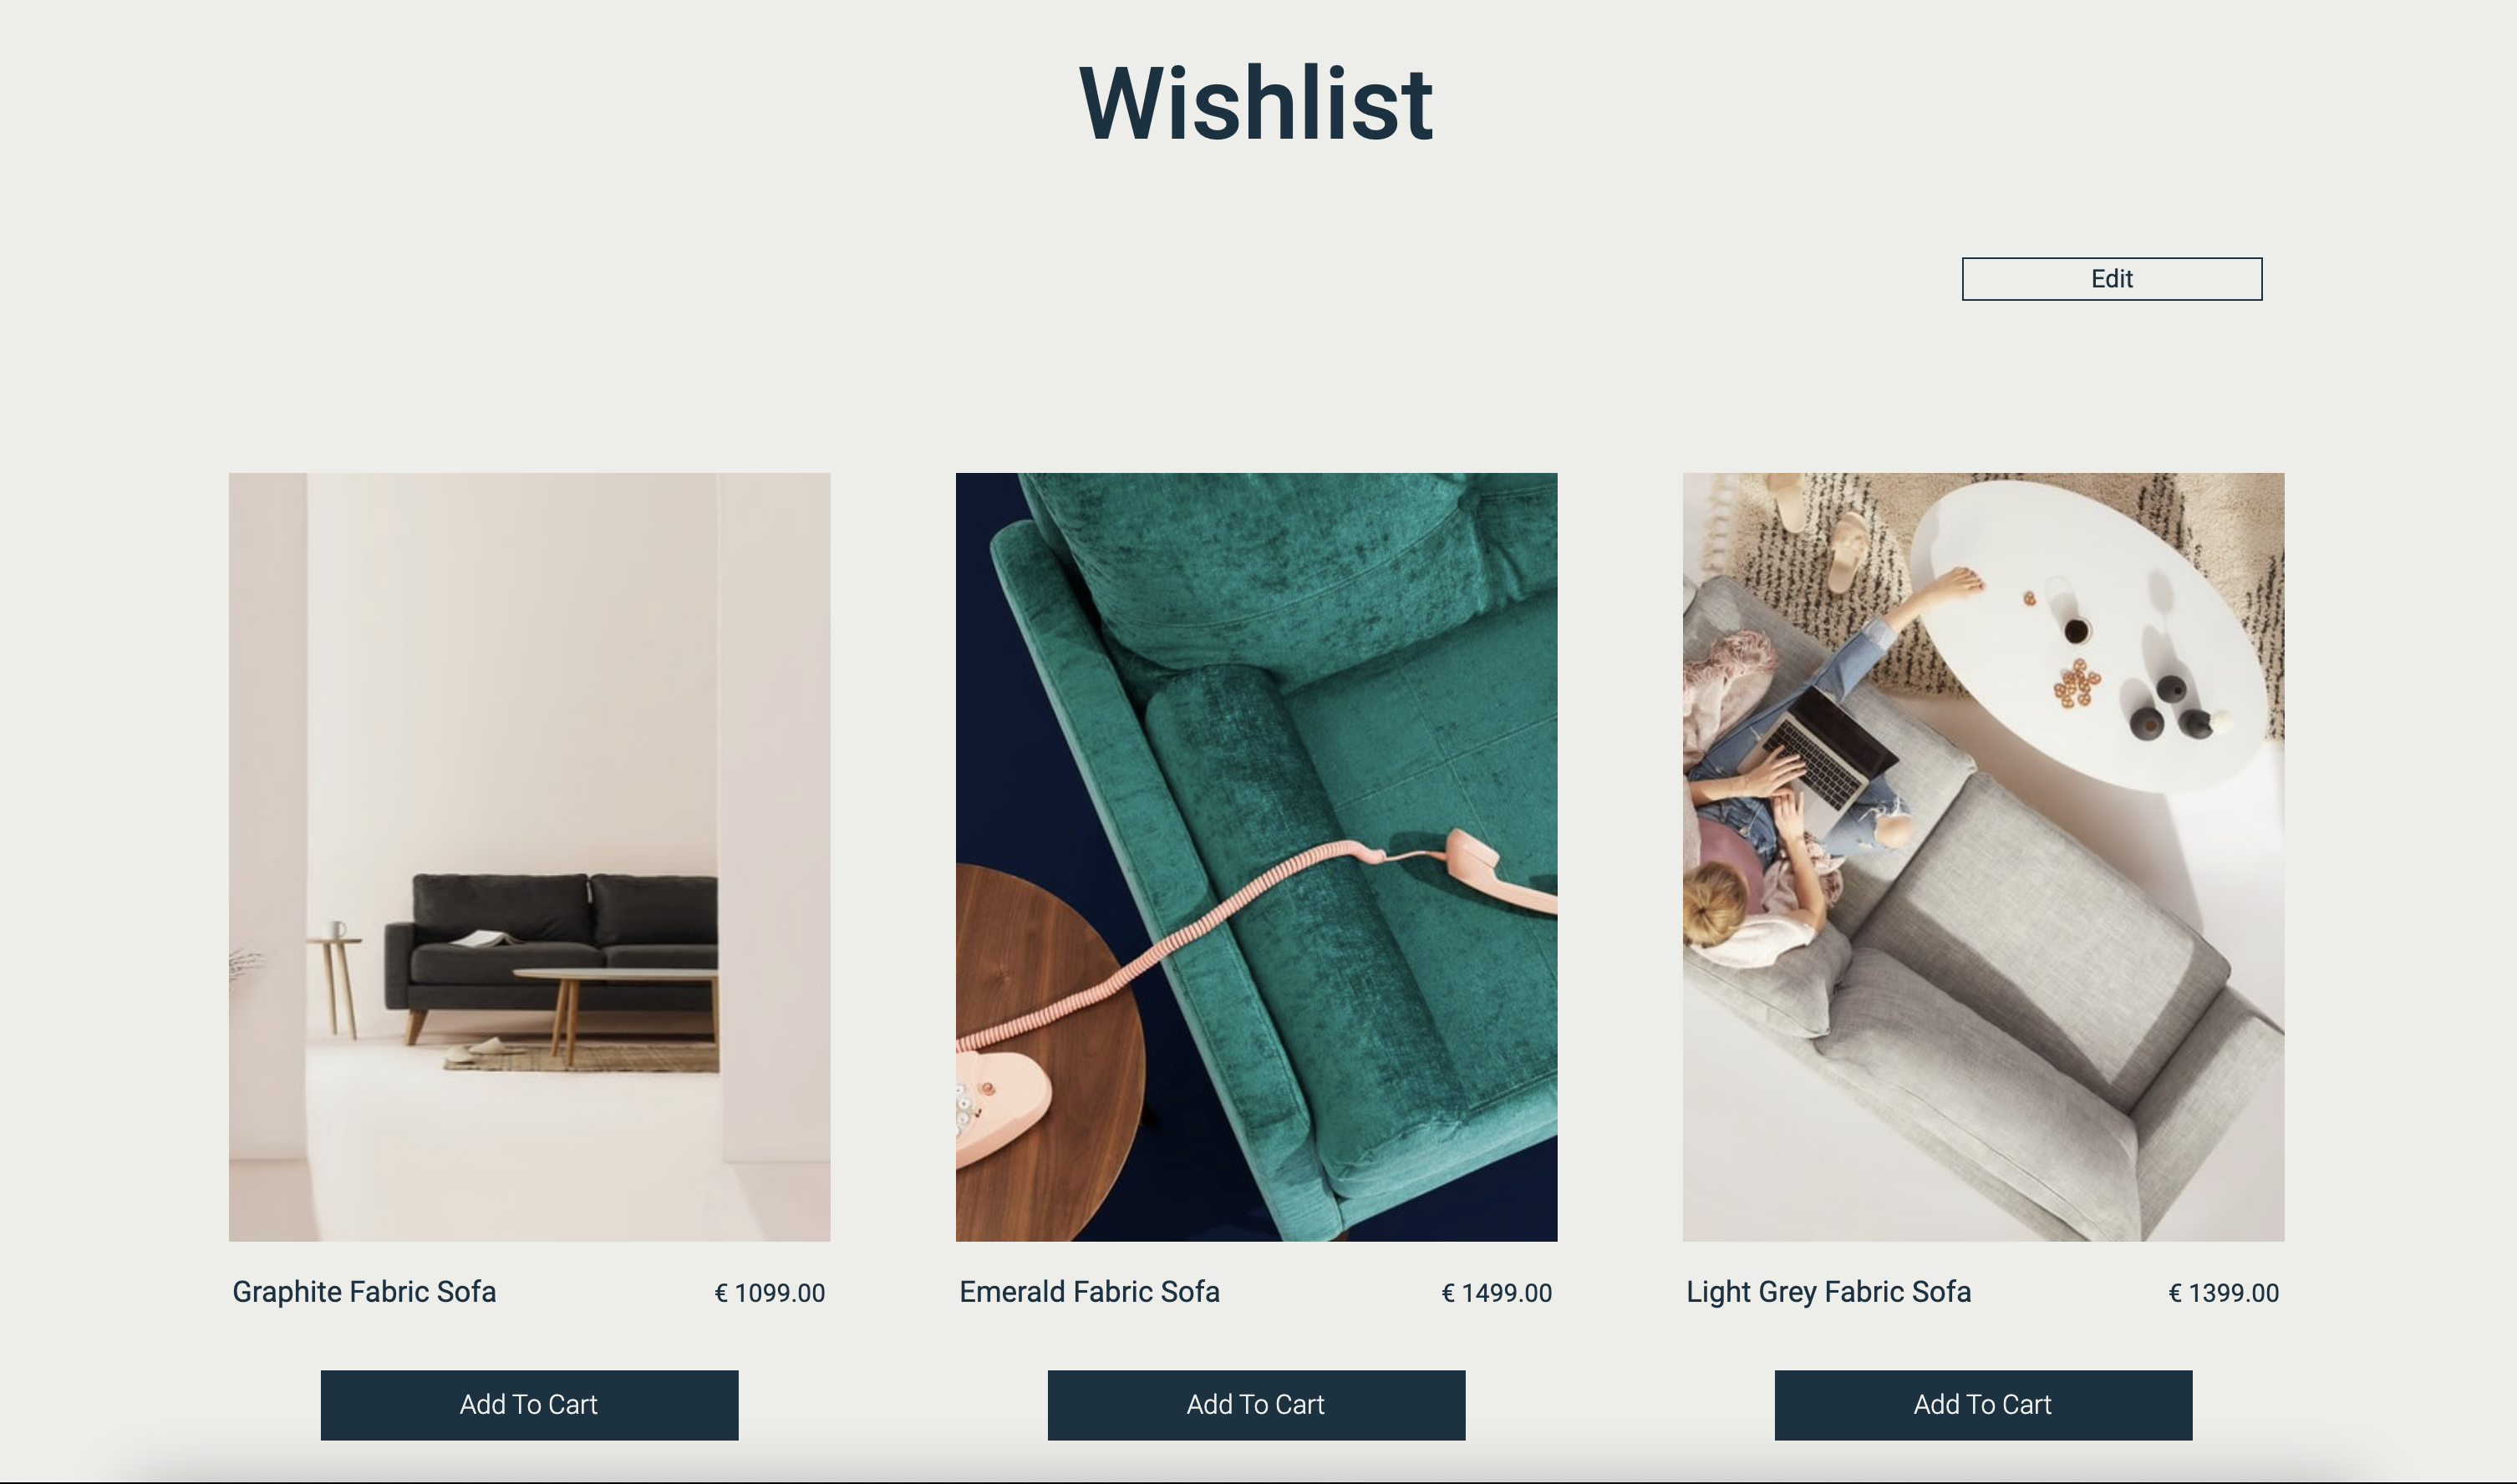 Wishlist
Edit
Graphite Fabric Sofa
€ 1099.00
Emerald Fabric Sofa
€ 1499.00
Light Grey Fabric Sofa
€ 1399.00
Add To Cart
Add To Cart
Add To Cart